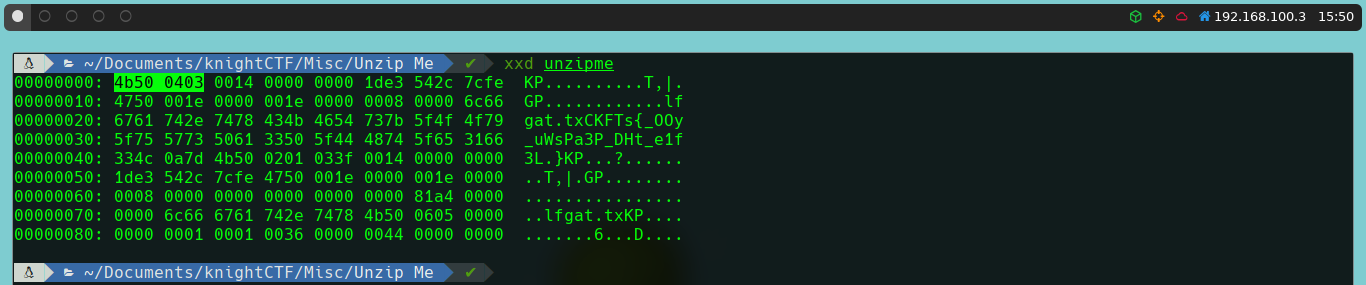 192.168.100.3 15:50
~/Documents/knightCTF/Misc/Unzip Me ✔ xxd unzipme
00000000: 4b50 0403 0014 0000 0000 1de3 542c 7cfe KP..........T,|.
00000010: 4750 001e 0000 001e 0000 0008 0000 6c66 GP............lf
00000020: 6761 742e 7478 434b 4654 737b 5f4f 4f79 gat.txCKFTs{_OOy
00000030: 5f75 5773 5061 3350 5f44 4874 5f65 3166 _uWsPa3P_DHt_e1f
00000040: 334c 0a7d 4b50 0201 033f 0014 0000 0000 3L.}KP...?......
00000050: 1de3 542c 7cfe 4750 001e 0000 001e 0000 ..T,|.GP........
00000060: 0008 0000 0000 0000 0000 0000 81a4 0000 ................
00000070: 0000 6c66 6761 742e 7478 4b50 0605 0000 ..lfgat.txKP....
00000080: 0000 0001 0001 0036 0000 0044 0000 0000 .......6...D....
~/Documents/knightCTF/Misc/Unzip Me ✔